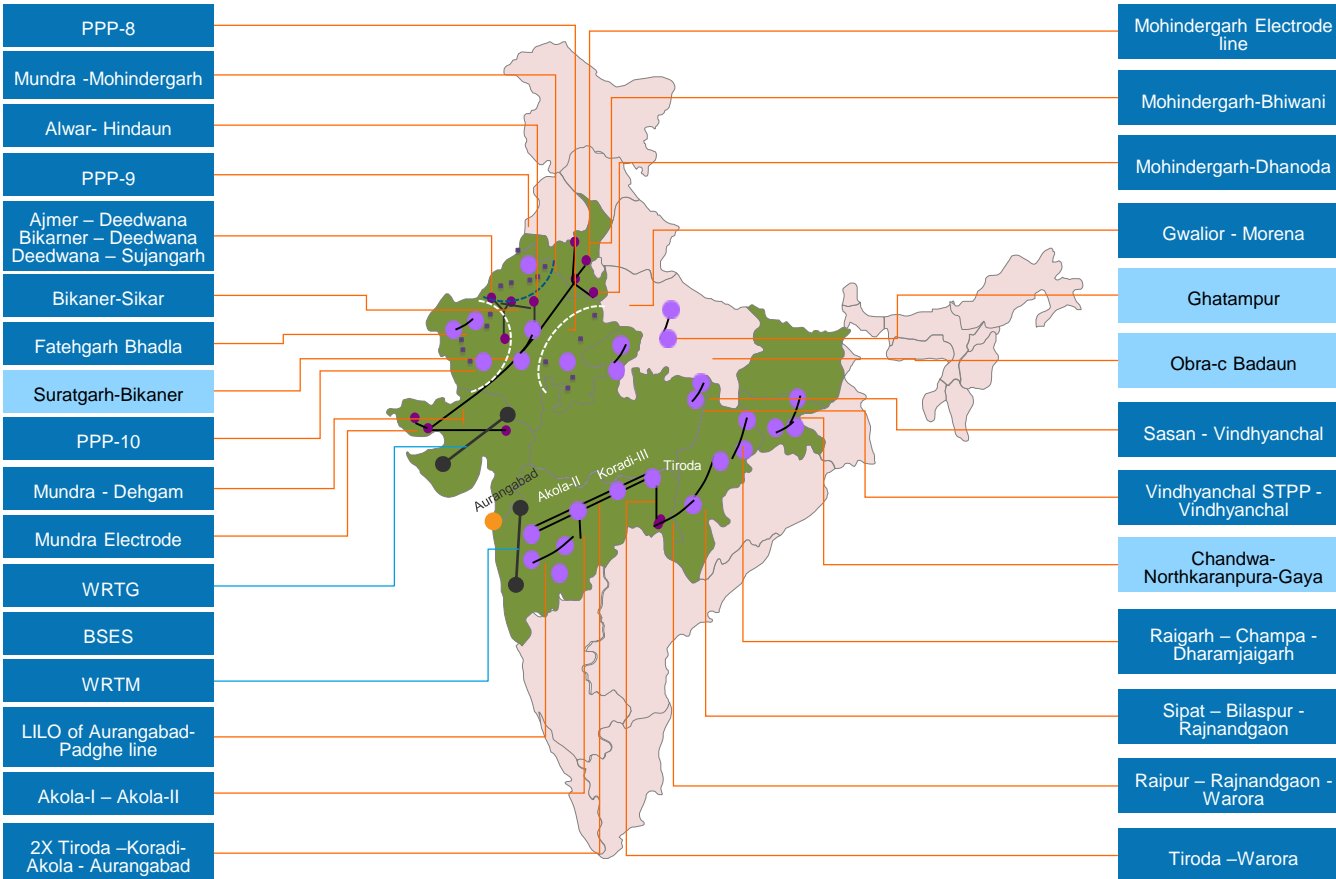 PPP-8
Mundra -Mohindergarh
Alwar- Hindaun
PPP-9
Ajmer – Deedwana
Bikarner – Deedwana
Deedwana – Sujangarh
Bikaner-Sikar
Fatehgarh Bhadla
Suratgarh-Bikaner
PPP-10
Mundra - Dehgam
Mundra Electrode
WRTG
BSES
WRTM
LILO of Aurangabad-
Padghe line
Akola-I – Akola-II
2X Tiroda –Koradi-
Akola - Aurangabad
Aurangabad
Akola-II
Koradi-III
Tiroda
Mohindergarh Electrode
line
Mohindergarh-Bhiwani
Mohindergarh-Dhanoda
Gwalior - Morena
Ghatampur
Obra-c Badaun
Sasan - Vindhyanchal
Vindhyanchal STPP -
Vindhyanchal
Chandwa-
Northkaranpura-Gaya
Raigarh – Champa -
Dharamjaigarh
Sipat – Bilaspur -
Rajnandgaon
Raipur – Rajnandgaon -
Warora
Tiroda –Warora